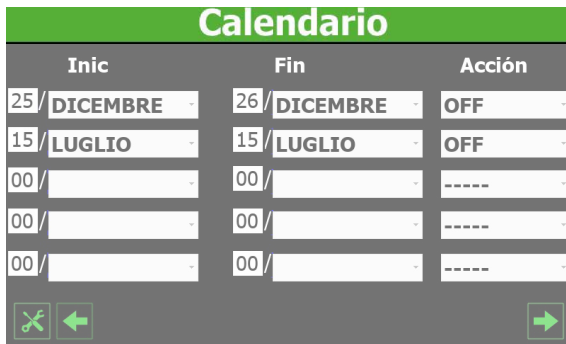 Calendario
Inic Fin Acción
25/DICEMBRE 26/DICEMBRE OFF
15/LUGLIO 15/LUGLIO OFF
00/ 00/ -----
00/ 00/ -----
00/ 00/ -----